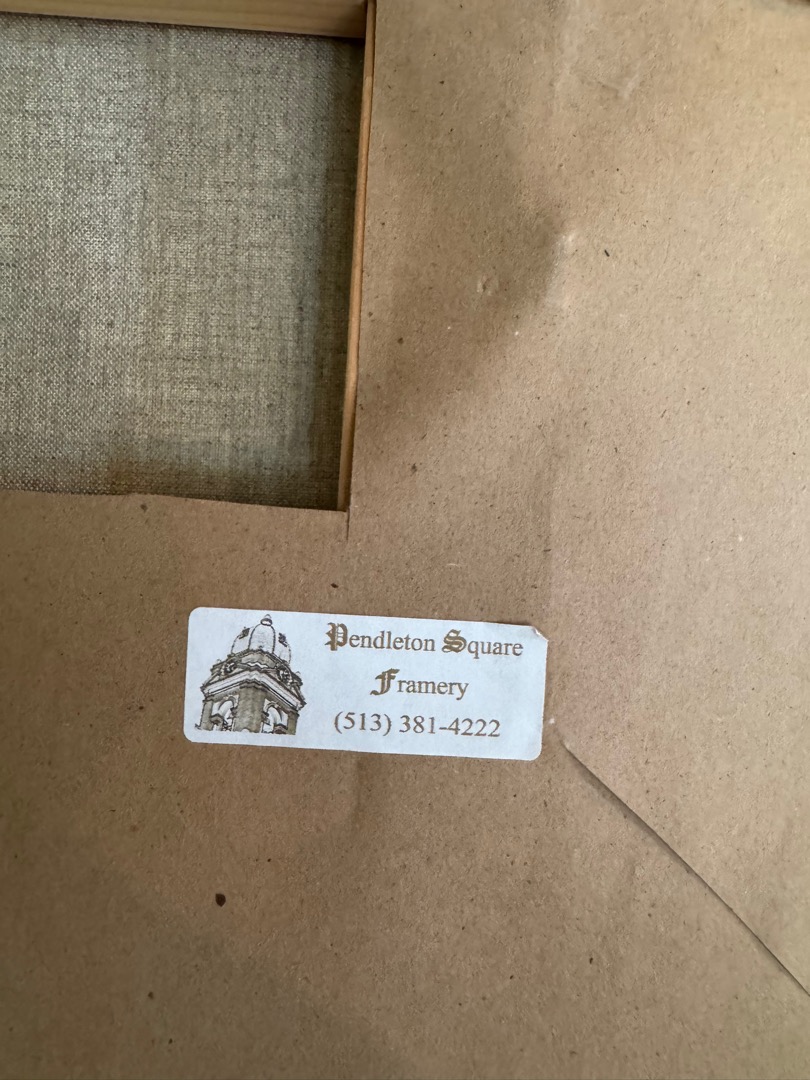 Pendleton Square
Framery
(513) 381-4222